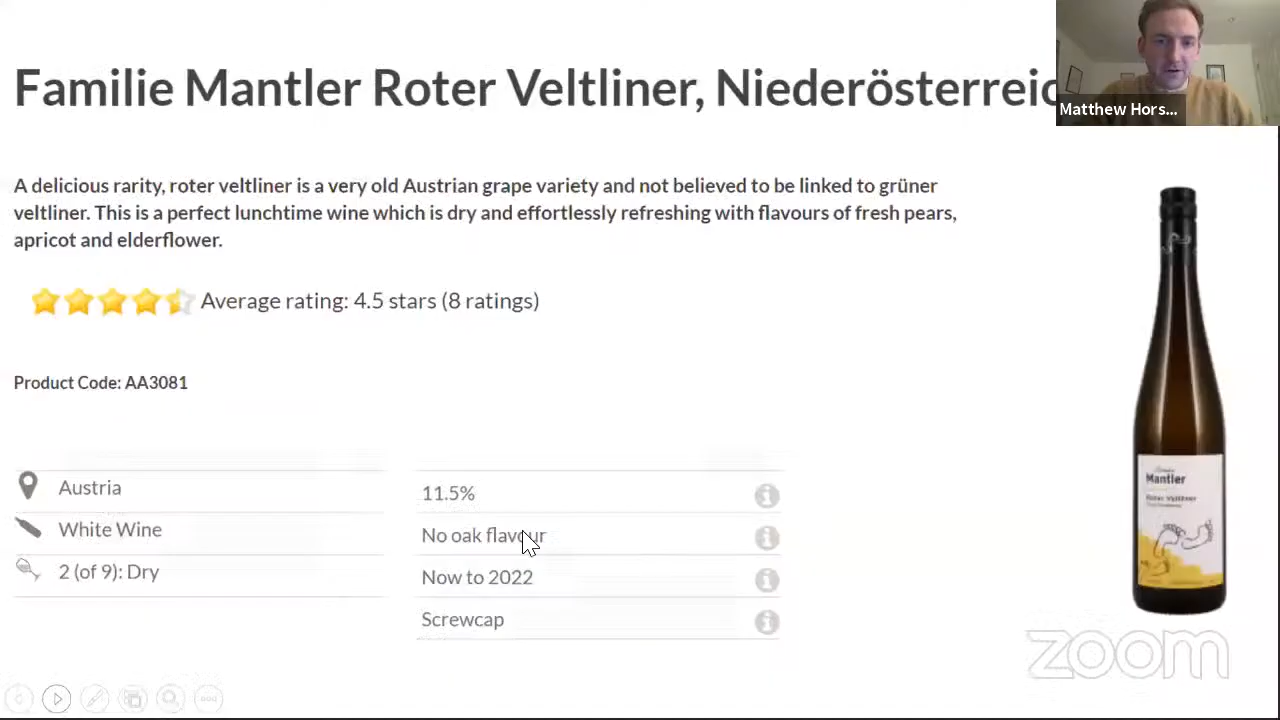 Familie Mantler Roter Veltliner, Niederösterreic
Matthew Hors...
A delicious rarity, roter veltliner is a very old Austrian grape variety and not believed to be linked to grüner
veltliner. This is a perfect lunchtime wine which is dry and effortlessly refreshing with flavours of fresh pears,
apricot and elderflower.
Average rating: 4.5 stars (8 ratings)
Product Code: AA3081
Austria
White Wine
2 (of 9): Dry
11.5%
No oak flavour
Now to 2022
Screwcap
Mantler
Roter Veltliner
zoom